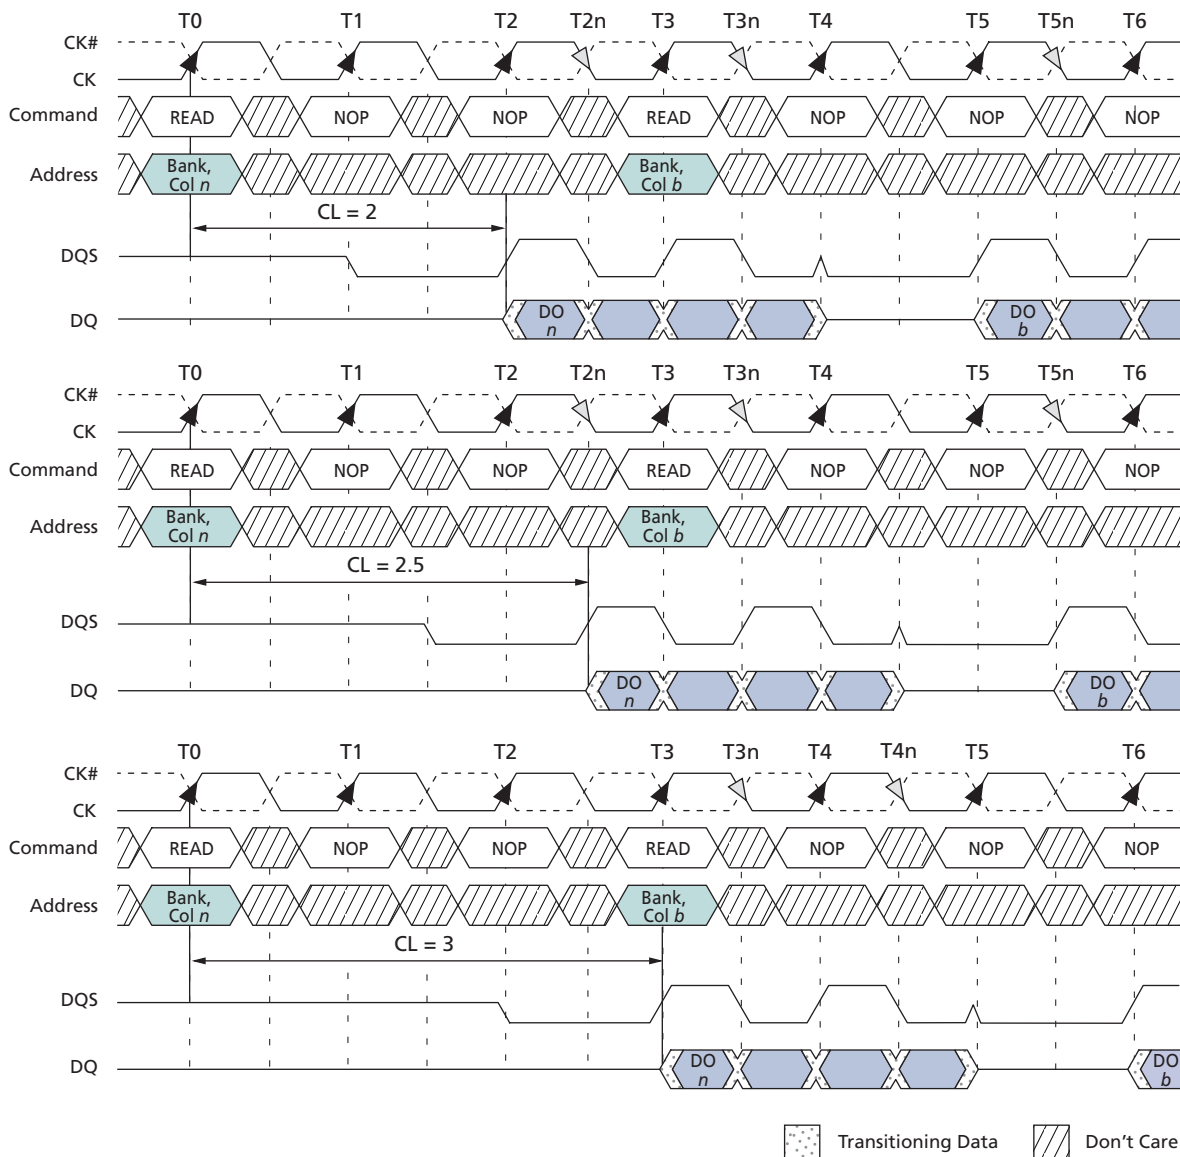 T0 T1 T2 T2n T3 T3n T4 T5 T5n T6
CK#
CK
Command READ NOP NOP READ NOP NOP NOP
Address Bank, Col n Bank, Col b
CL = 2
DQS
DQ DO n DO b
T0 T1 T2 T2n T3 T3n T4 T5 T5n T6
CK#
CK
Command READ NOP NOP READ NOP NOP NOP
Address Bank, Col n Bank, Col b
CL = 2.5
DQS
DQ DO n DO b
T0 T1 T2 T3 T3n T4 T4n T5 T6
CK#
CK
Command READ NOP NOP READ NOP NOP NOP
Address Bank, Col n Bank, Col b
CL = 3
DQS
DQ DO n DO b
Transitioning Data Don't Care